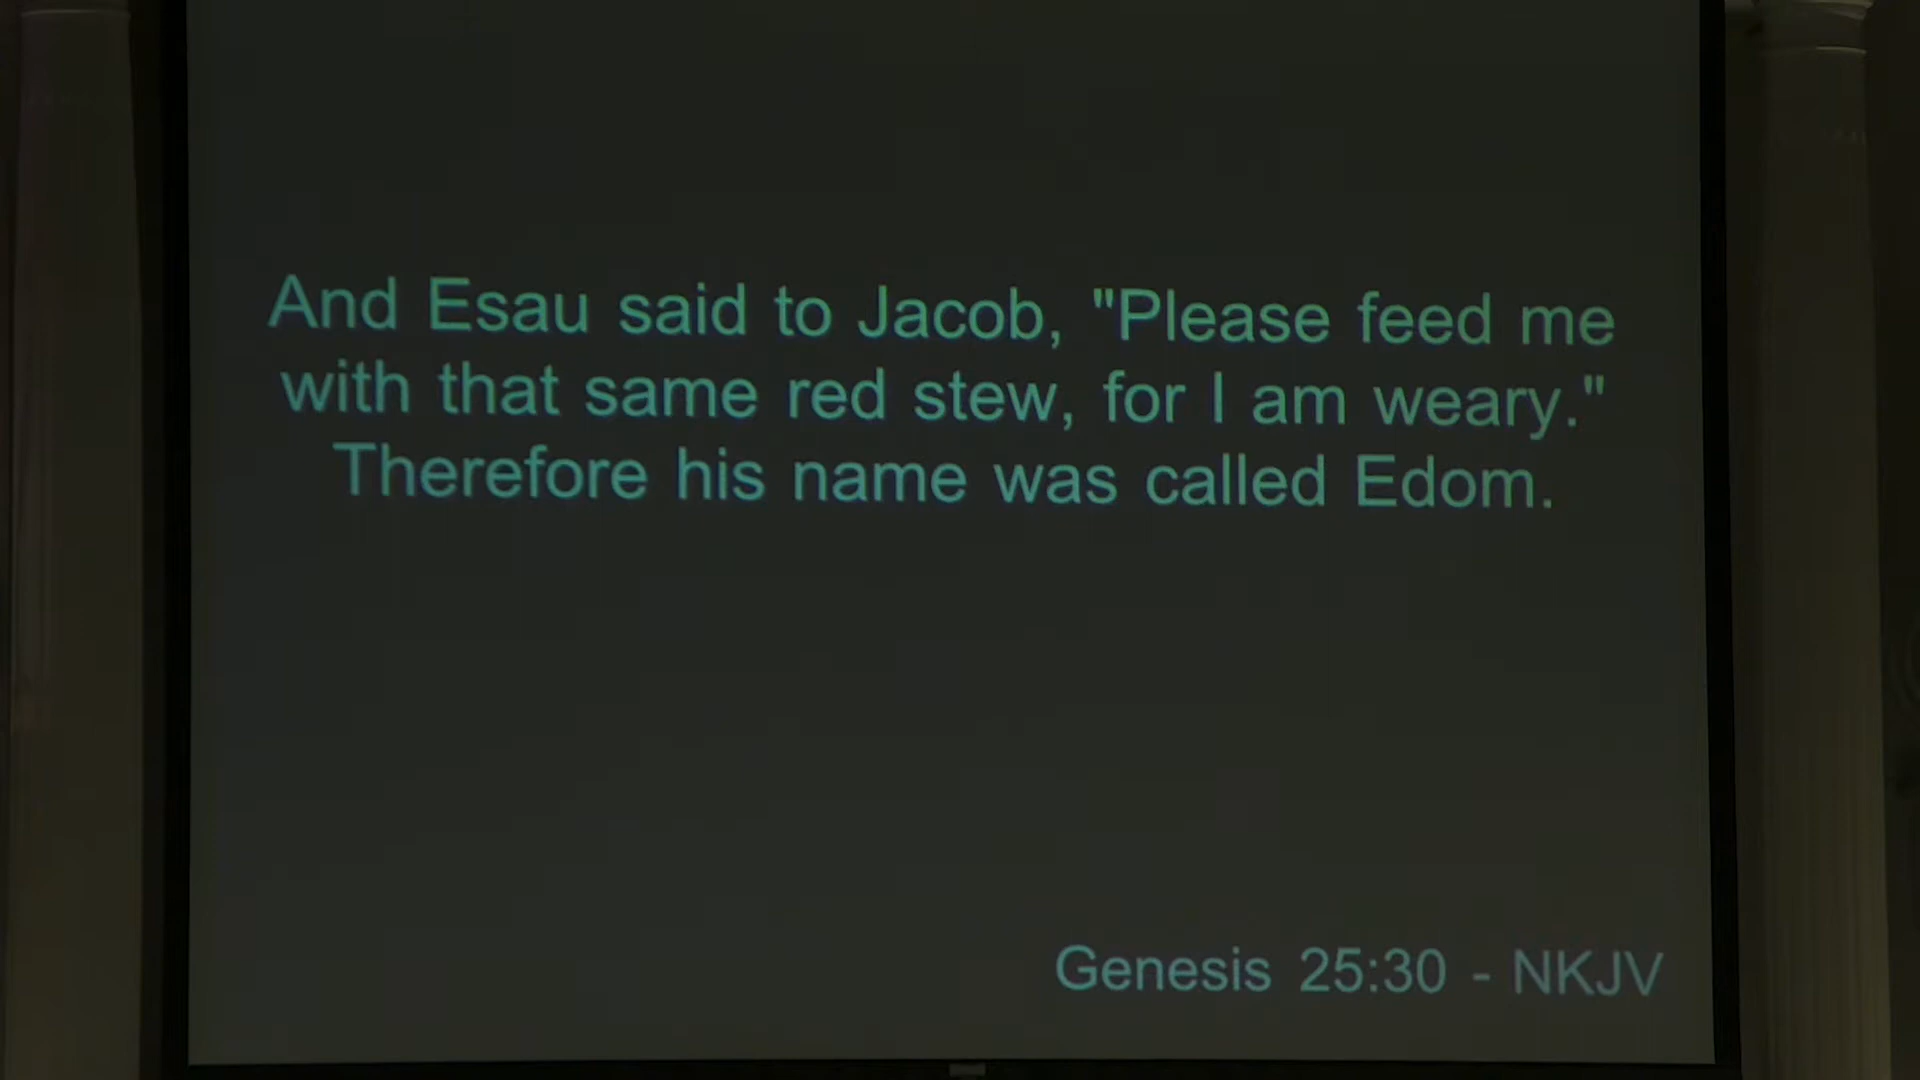 And Esau said to Jacob, "Please feed me
with that same red stew, for I am weary."
Therefore his name was called Edom.
Genesis 25:30 - NKJV